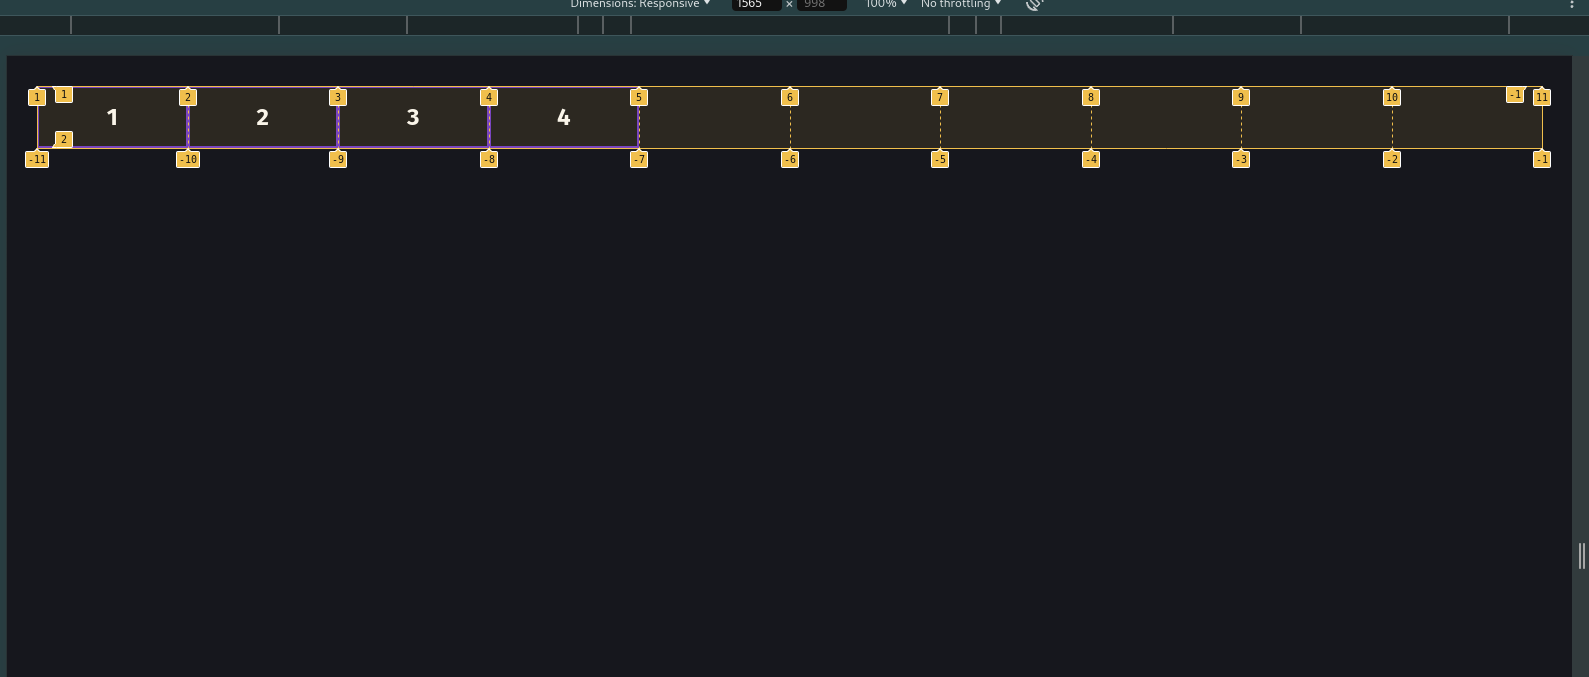 Dimensions: Responsive ▼ 1565 × 998 100% ▼ No throttling ▼
1 1 2 3 4 5 6 7 8 9 10 -1 11
1 2 3 4
2
-11 -10 -9 -8 -7 -6 -5 -4 -3 -2 -1